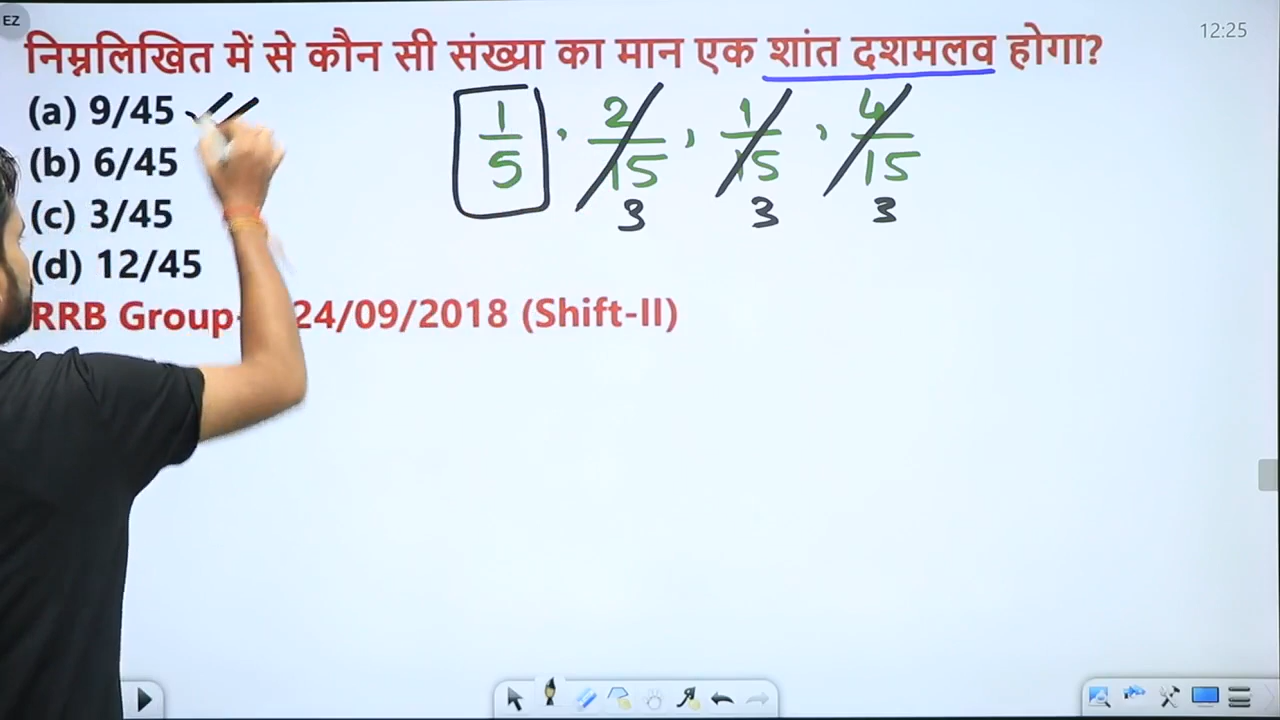 EZ
12:25
निम्नलिखित में से कौन सी संख्या का मान एक शांत दशमलव होगा?
(a) 9/45
(b) 6/45
(c) 3/45
(d) 12/45
1/5 , 2/15 , 1/15 , 4/15
3 3 3
RRB Group- 24/09/2018 (Shift-II)